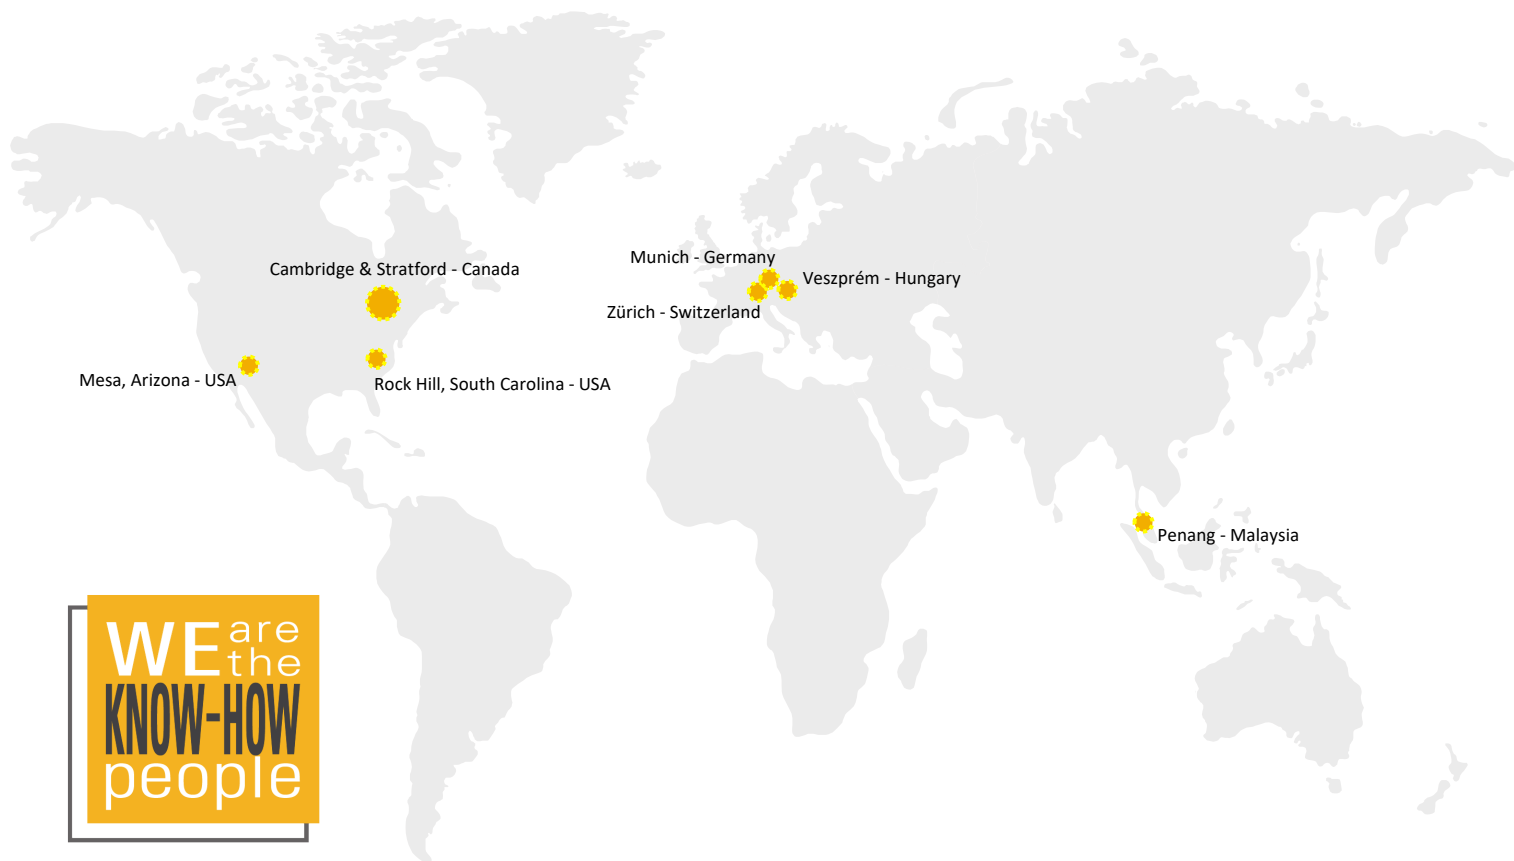 Munich - Germany
Cambridge & Stratford - Canada
Veszprém - Hungary
Zürich - Switzerland
Mesa, Arizona - USA
Rock Hill, South Carolina - USA
Penang - Malaysia
WE are
the
KNOW-HOW
people